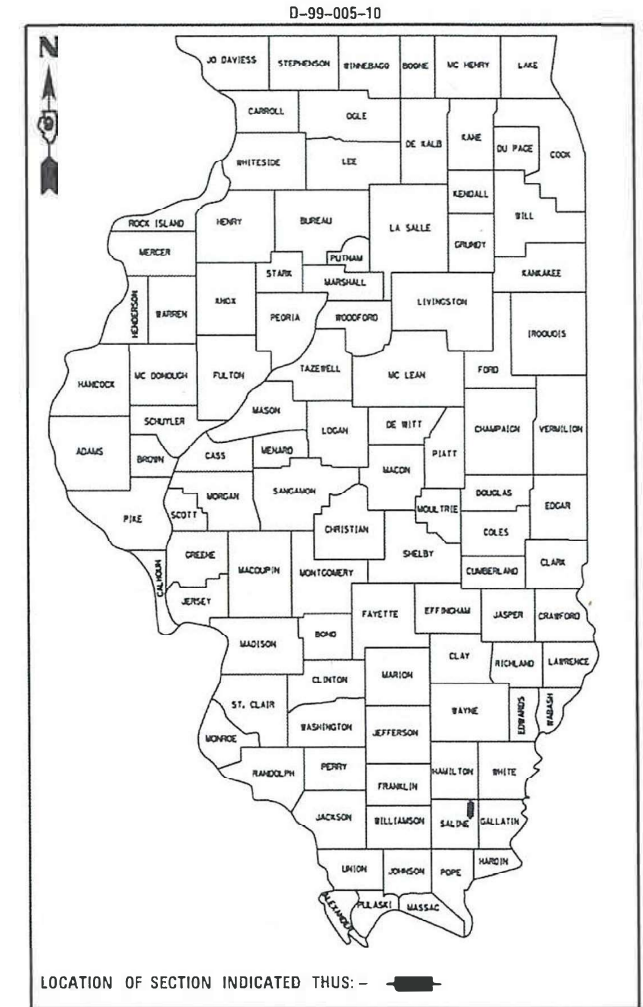 D-99-005-10
N
JO DAVIESS STEPHENSON WINNEBAGO BOONE MC HENRY LAKE
CARROLL OGLE DE KALB KANE DU PAGE COOK
WHITESIDE LEE KENDALL WILL
ROCK ISLAND HENRY BUREAU LA SALLE GRUNDY
MERCER STARK PUTNAM KANKAKEE
HENDERSON WARREN KNOX PEORIA MARSHALL WOODFORD LIVINGSTON IROQUOIS
HANCOCK MC DONOUGH FULTON TAZEWELL MC LEAN FORD
SCHUYLER MASON LOGAN DE WITT PIATT CHAMPAIGN VERMILION
ADAMS BROWN CASS MENARD MACON
PIKE SCOTT MORGAN SANGAMON CHRISTIAN MOULTRIE DOUGLAS EDGAR
COLES
CALHOUN GREENE MACOUPIN MONTGOMERY SHELBY CUMBERLAND CLARK
JERSEY FAYETTE EFFINGHAM JASPER CRAWFORD
MADISON BOND CLAY RICHLAND LAWRENCE
CLINTON MARION
ST. CLAIR WASHINGTON WAYNE EDWARDS WABASH
MONROE JEFFERSON
RANDOLPH PERRY FRANKLIN HAMILTON WHITE
JACKSON WILLIAMSON SALINE GALLATIN
UNION JOHNSON POPE HARDIN
ALEXANDER PULASKI MASSAC
LOCATION OF SECTION INDICATED THUS: -